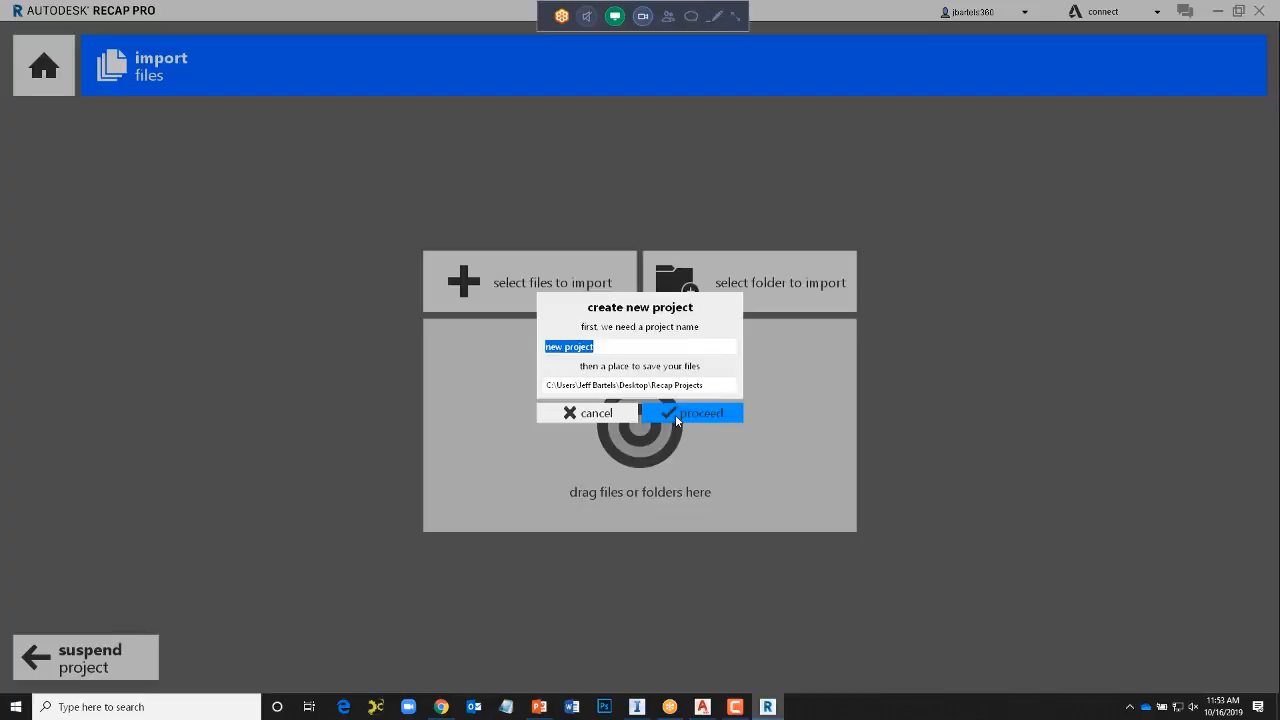 AUTODESK RECAP PRO
jbartels360
connect
import
files
select files to import
select folder to import
create new project
first, we need a project name
new project
then a place to save your files
C:\Users\Jeff Bartels\Desktop\Recap Projects
cancel
proceed
drag files or folders here
suspend
project
Type here to search
11:53 AM
10/16/2019